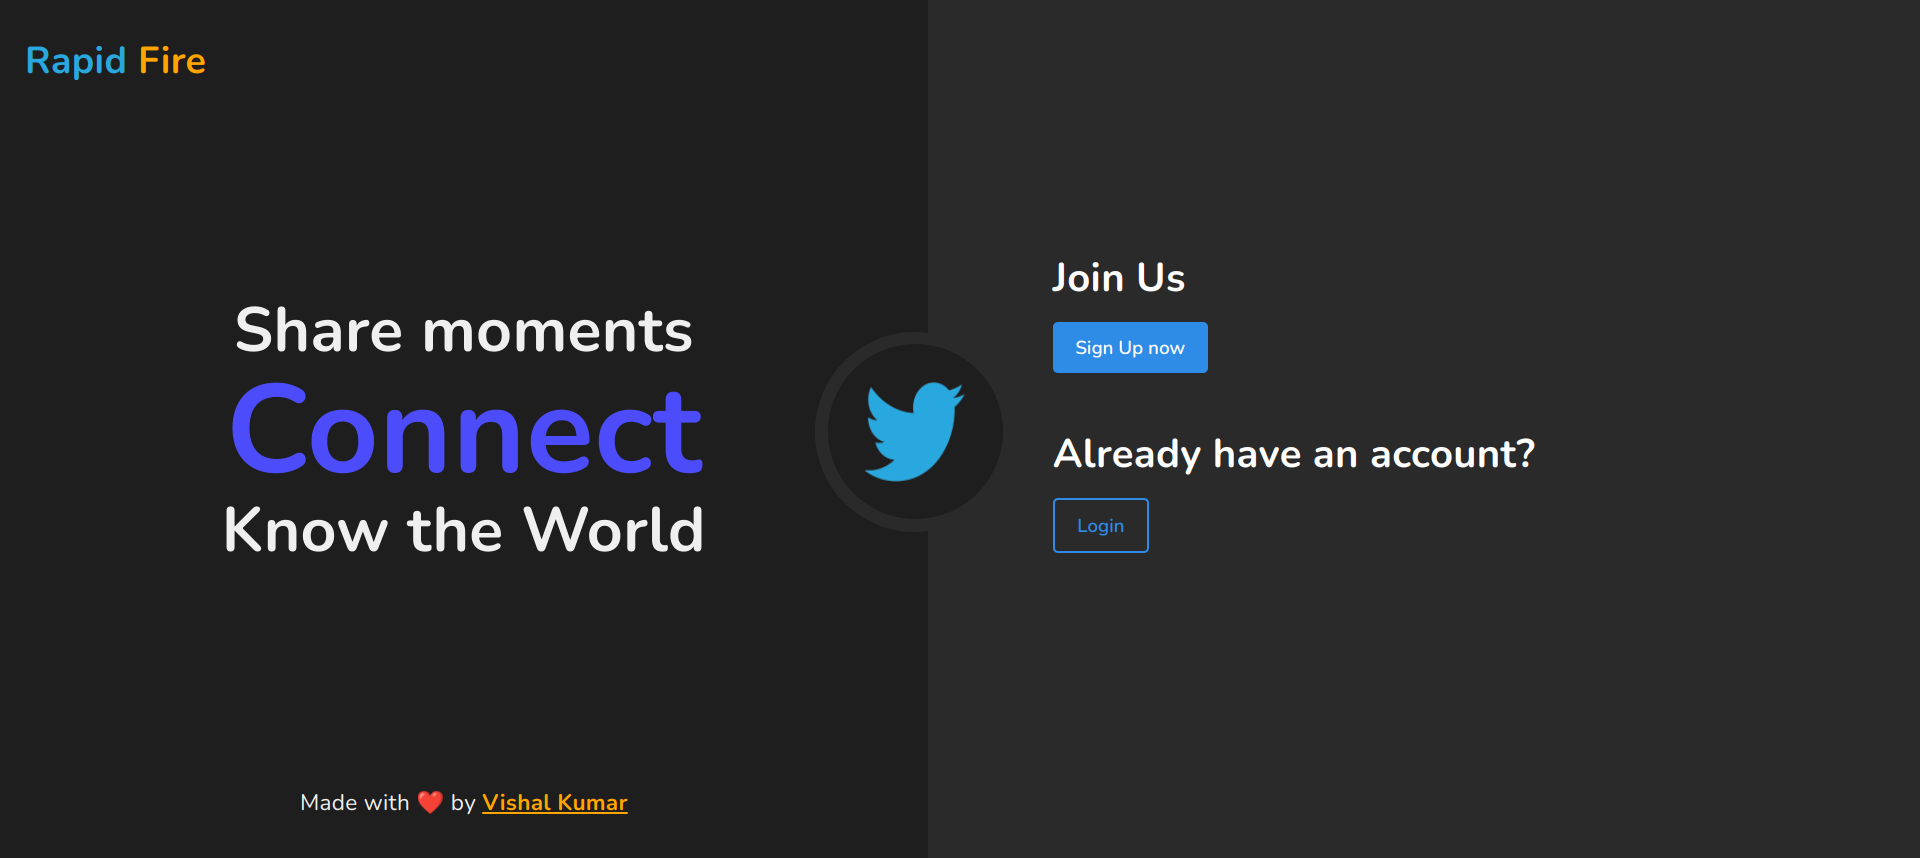 Rapid Fire
Share moments
Connect
Know the World
Made with ❤️ by Vishal Kumar
Join Us
Sign Up now
Already have an account?
Login